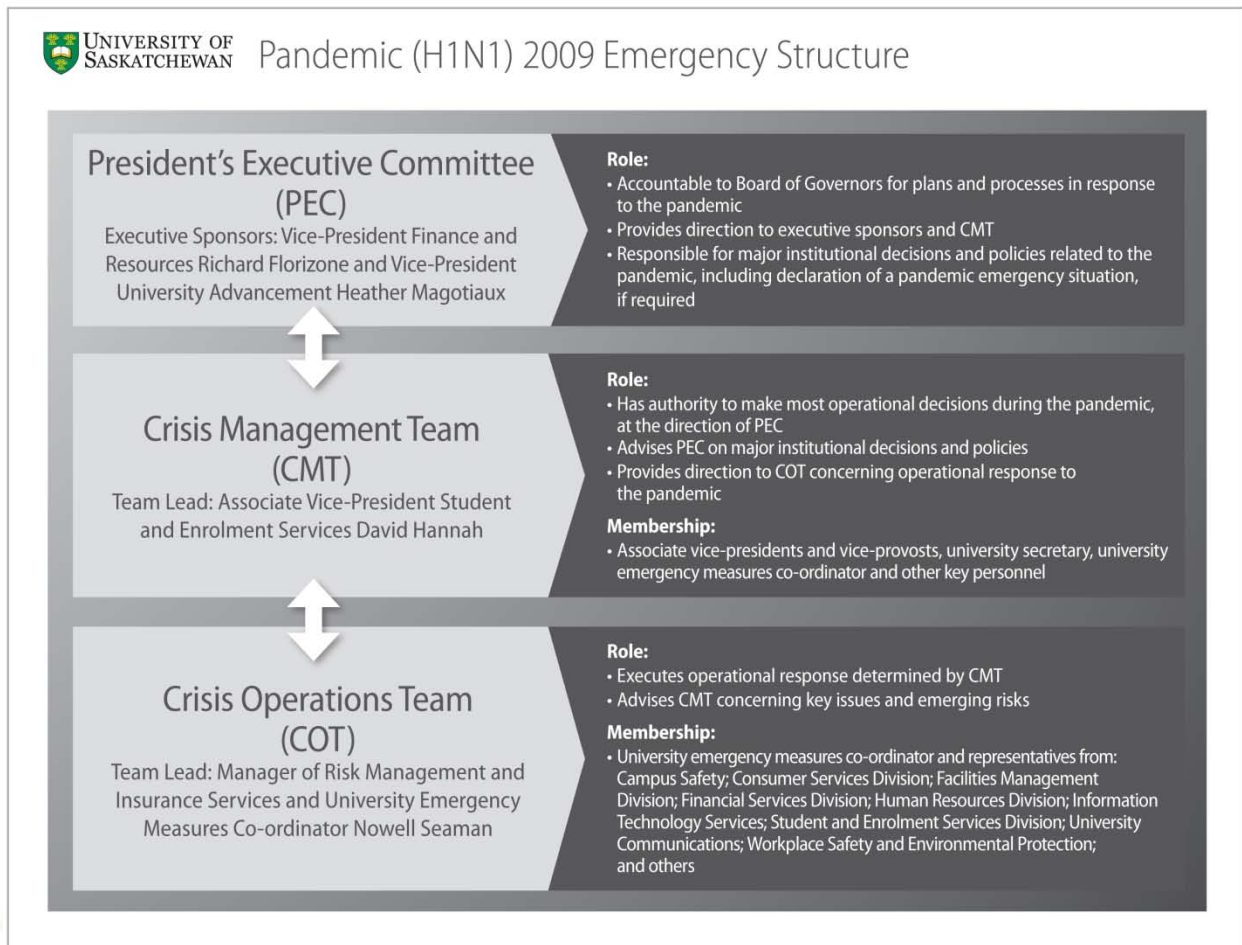 UNIVERSITY OF
SASKATCHEWAN
Pandemic (H1N1) 2009 Emergency Structure
President's Executive Committee
(PEC)
Executive Sponsors: Vice-President Finance and
Resources Richard Florizone and Vice-President
University Advancement Heather Magotiaux
Role:
• Accountable to Board of Governors for plans and processes in response
to the pandemic
• Provides direction to executive sponsors and CMT
• Responsible for major institutional decisions and policies related to the
pandemic, including declaration of a pandemic emergency situation,
if required
Crisis Management Team
(CMT)
Team Lead: Associate Vice-President Student
and Enrolment Services David Hannah
Role:
• Has authority to make most operational decisions during the pandemic,
at the direction of PEC
• Advises PEC on major institutional decisions and policies
• Provides direction to COT concerning operational response to
the pandemic
Membership:
• Associate vice-presidents and vice-provosts, university secretary, university
emergency measures co-ordinator and other key personnel
Crisis Operations Team
(COT)
Team Lead: Manager of Risk Management and
Insurance Services and University Emergency
Measures Co-ordinator Nowell Seaman
Role:
• Executes operational response determined by CMT
• Advises CMT concerning key issues and emerging risks
Membership:
• University emergency measures co-ordinator and representatives from:
Campus Safety; Consumer Services Division; Facilities Management
Division; Financial Services Division; Human Resources Division; Information
Technology Services; Student and Enrolment Services Division; University
Communications; Workplace Safety and Environmental Protection;
and others